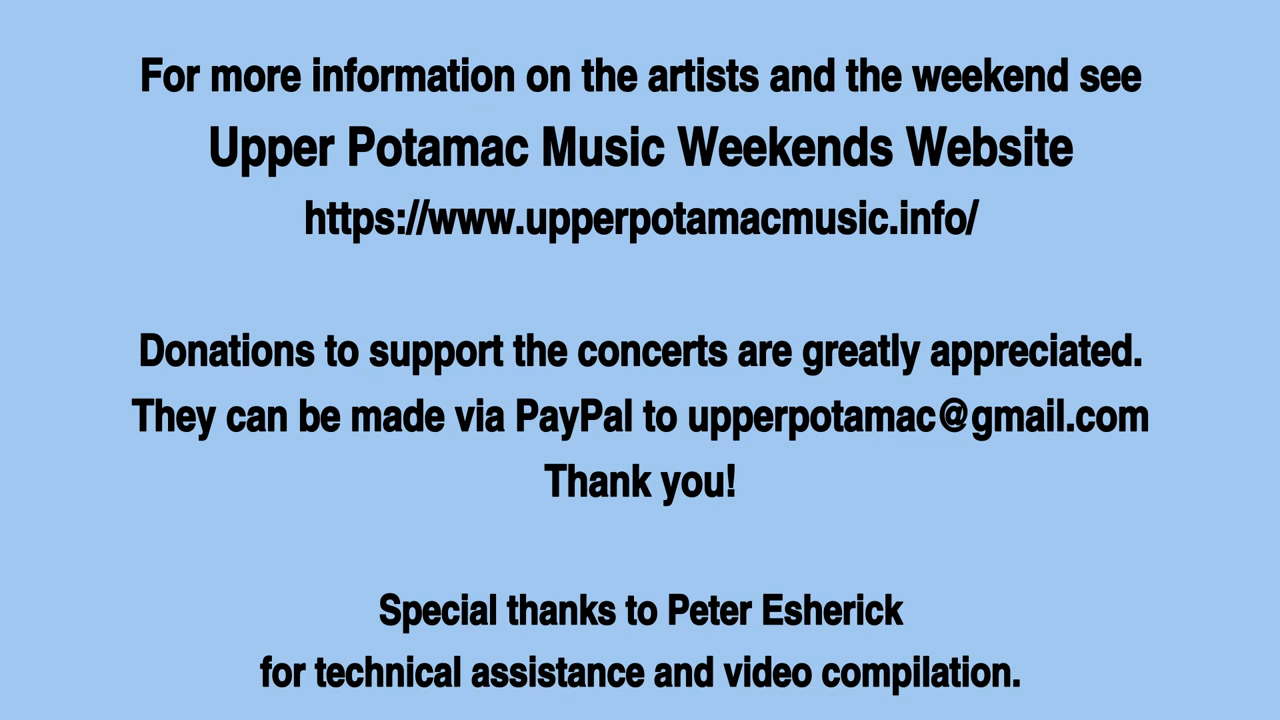 For more information on the artists and the weekend see
Upper Potamac Music Weekends Website
https://www.upperpotamacmusic.info/
Donations to support the concerts are greatly appreciated.
They can be made via PayPal to upperpotamac@gmail.com
Thank you!
Special thanks to Peter Esherick
for technical assistance and video compilation.